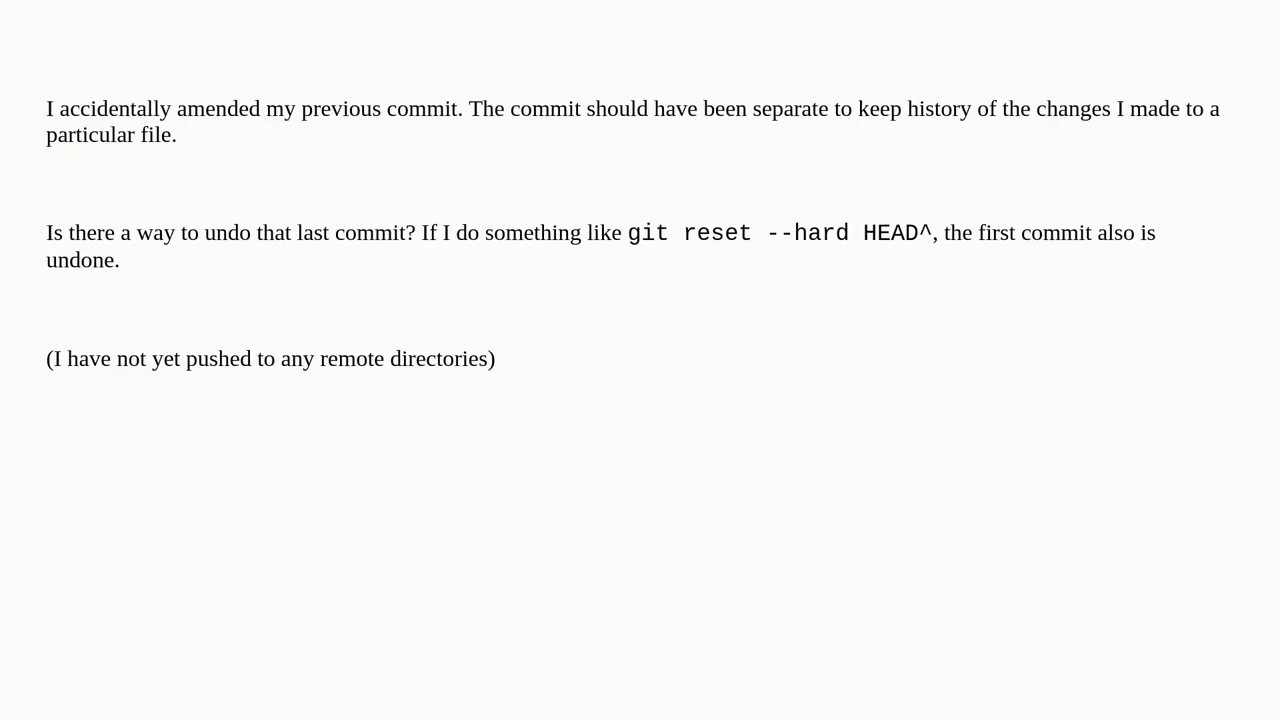 I accidentally amended my previous commit. The commit should have been separate to keep history of the changes I made to a
particular file.
Is there a way to undo that last commit? If I do something like git reset --hard HEAD^, the first commit also is
undone.
(I have not yet pushed to any remote directories)